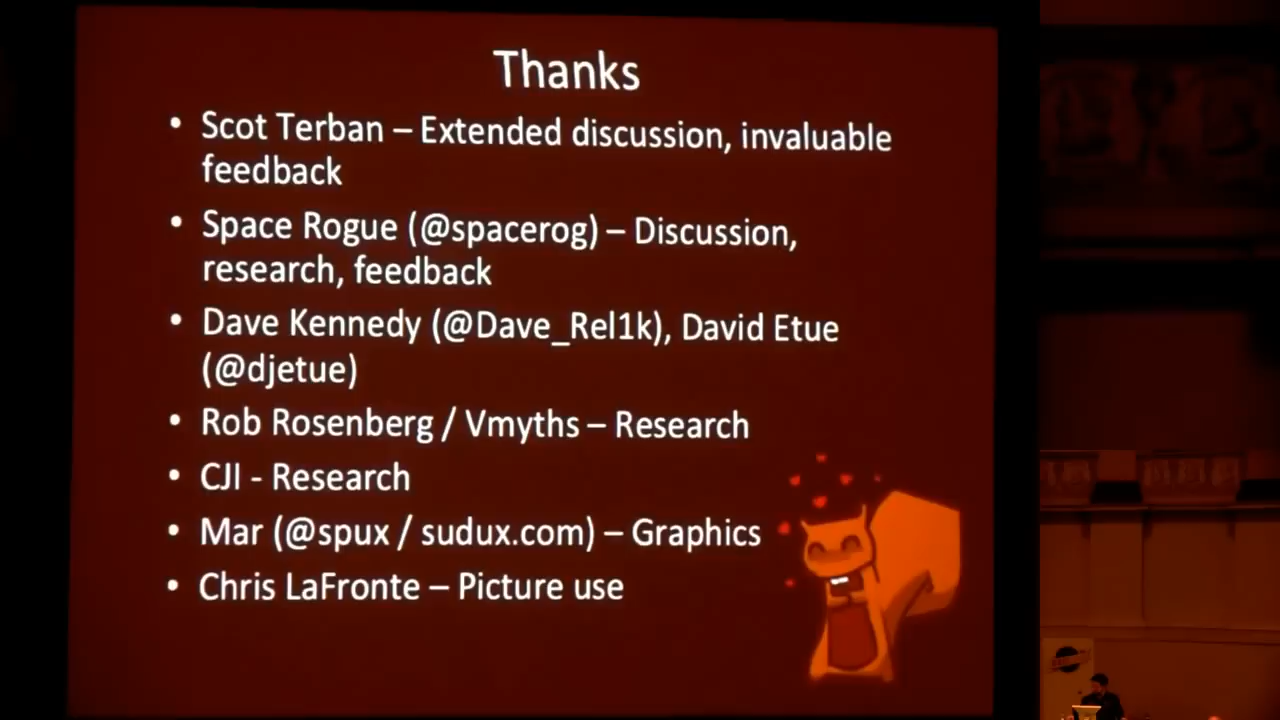 Thanks
• Scot Terban – Extended discussion, invaluable
feedback
• Space Rogue (@spacerog) – Discussion,
research, feedback
• Dave Kennedy (@Dave_Rel1k), David Etue
(@djetue)
• Rob Rosenberg / Vmyths – Research
• CJI - Research
• Mar (@spux / sudux.com) – Graphics
• Chris LaFronte – Picture use